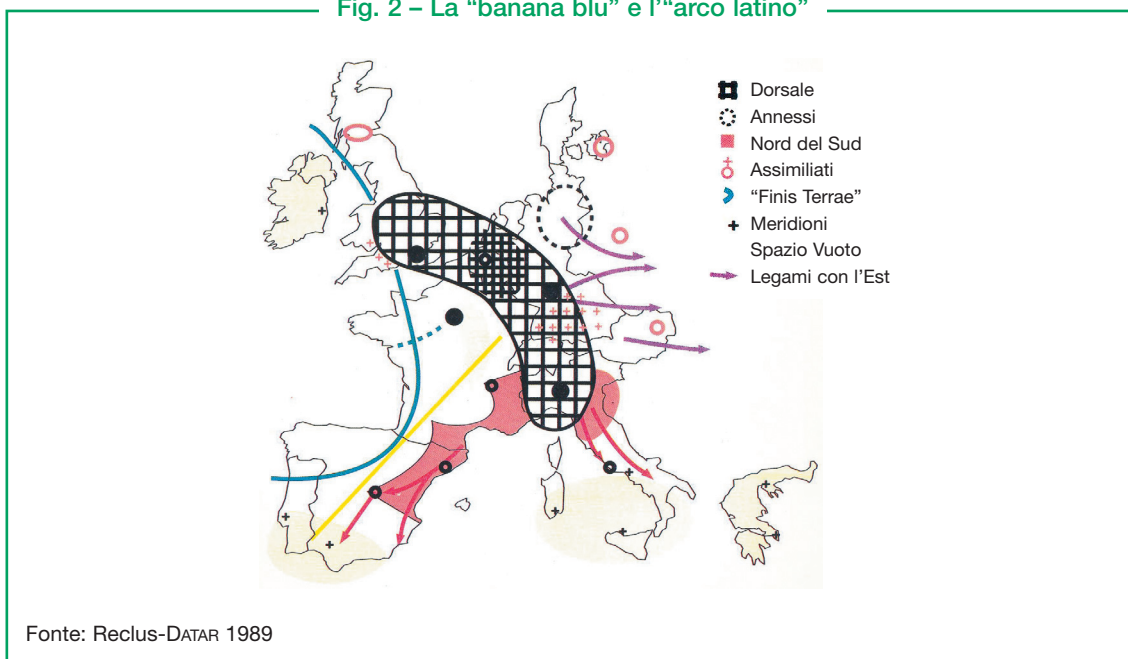 Fig. 2 – La “banana blu” e l’“arco latino”
Dorsale
Annessi
Nord del Sud
Assimiliati
“Finis Terrae”
Meridioni
Spazio Vuoto
Legami con l’Est
Fonte: Reclus-DATAR 1989